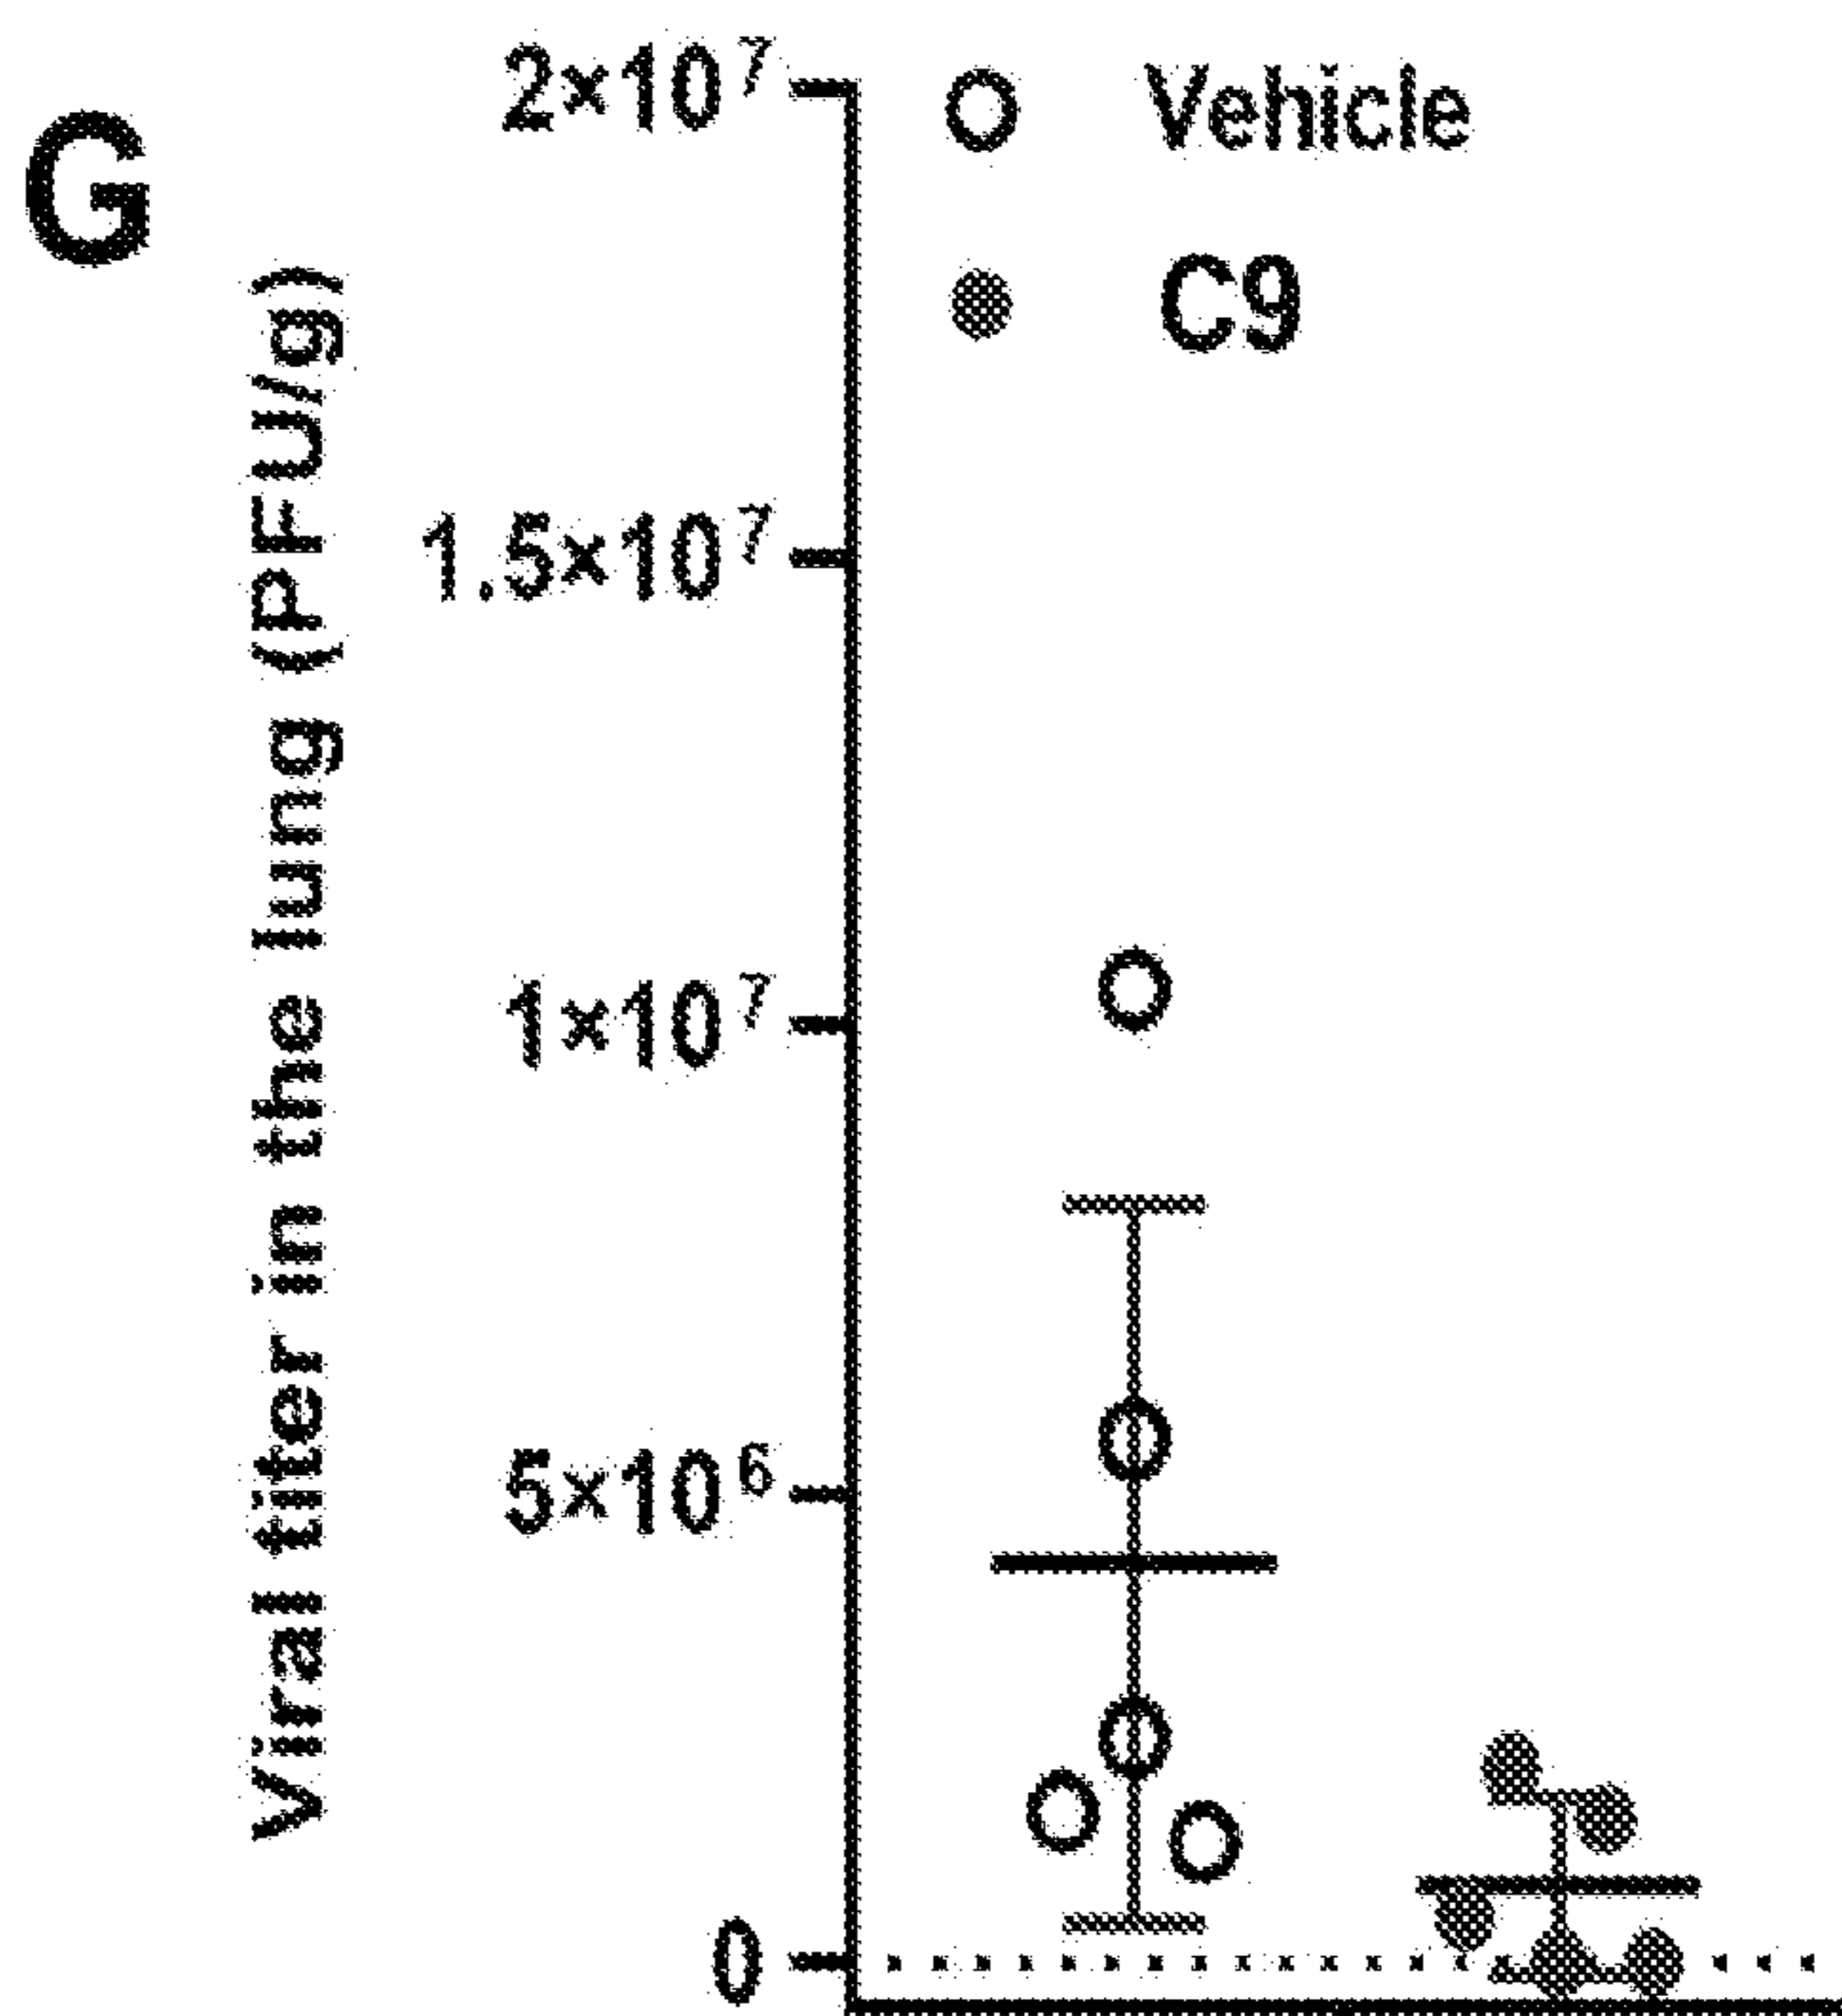 G
Viral titer in the lung (PFU/g)
2×10⁷
1.5×10⁷
1×10⁷
5×10⁶
0
Vehicle
C9